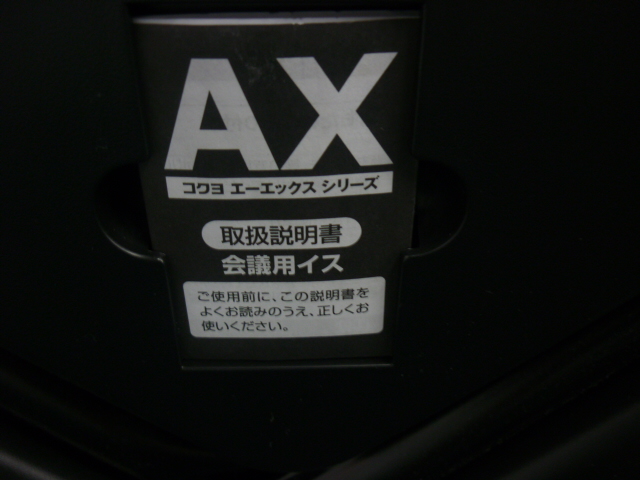 AX
コクヨ エーエックス シリーズ
取扱説明書
会議用イス
ご使用前に、この説明書を
よくお読みのうえ、正しくお
使いください。